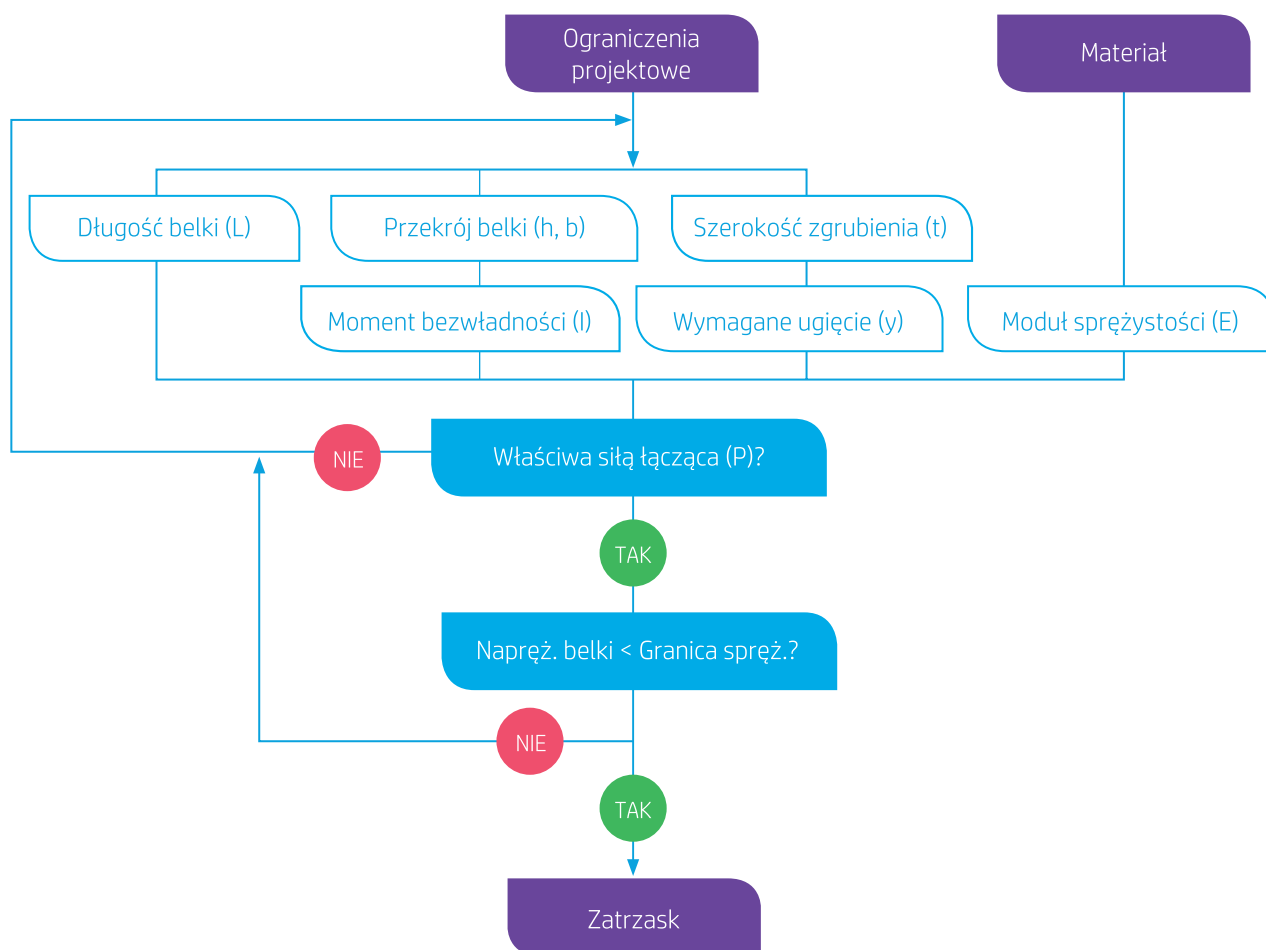 Ograniczenia
projektowe
Materiał
Długość belki (L)
Przekrój belki (h, b)
Szerokość zgrubienia (t)
Moment bezwładności (I)
Wymagane ugięcie (y)
Moduł sprężystości (E)
NIE
Właściwa siłą łącząca (P)?
TAK
Napręż. belki < Granica spręż.?
NIE
TAK
Zatrzask